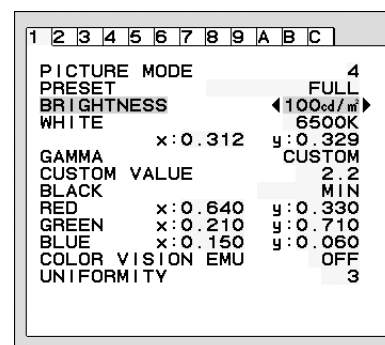 1 2 3 4 5 6 7 8 9 A B C
PICTURE MODE 4
PRESET FULL
BRIGHTNESS 100cd/㎡
WHITE 6500K
x:0.312 y:0.329
GAMMA CUSTOM
CUSTOM VALUE 2.2
BLACK MIN
RED x:0.640 y:0.330
GREEN x:0.210 y:0.710
BLUE x:0.150 y:0.060
COLOR VISION EMU OFF
UNIFORMITY 3